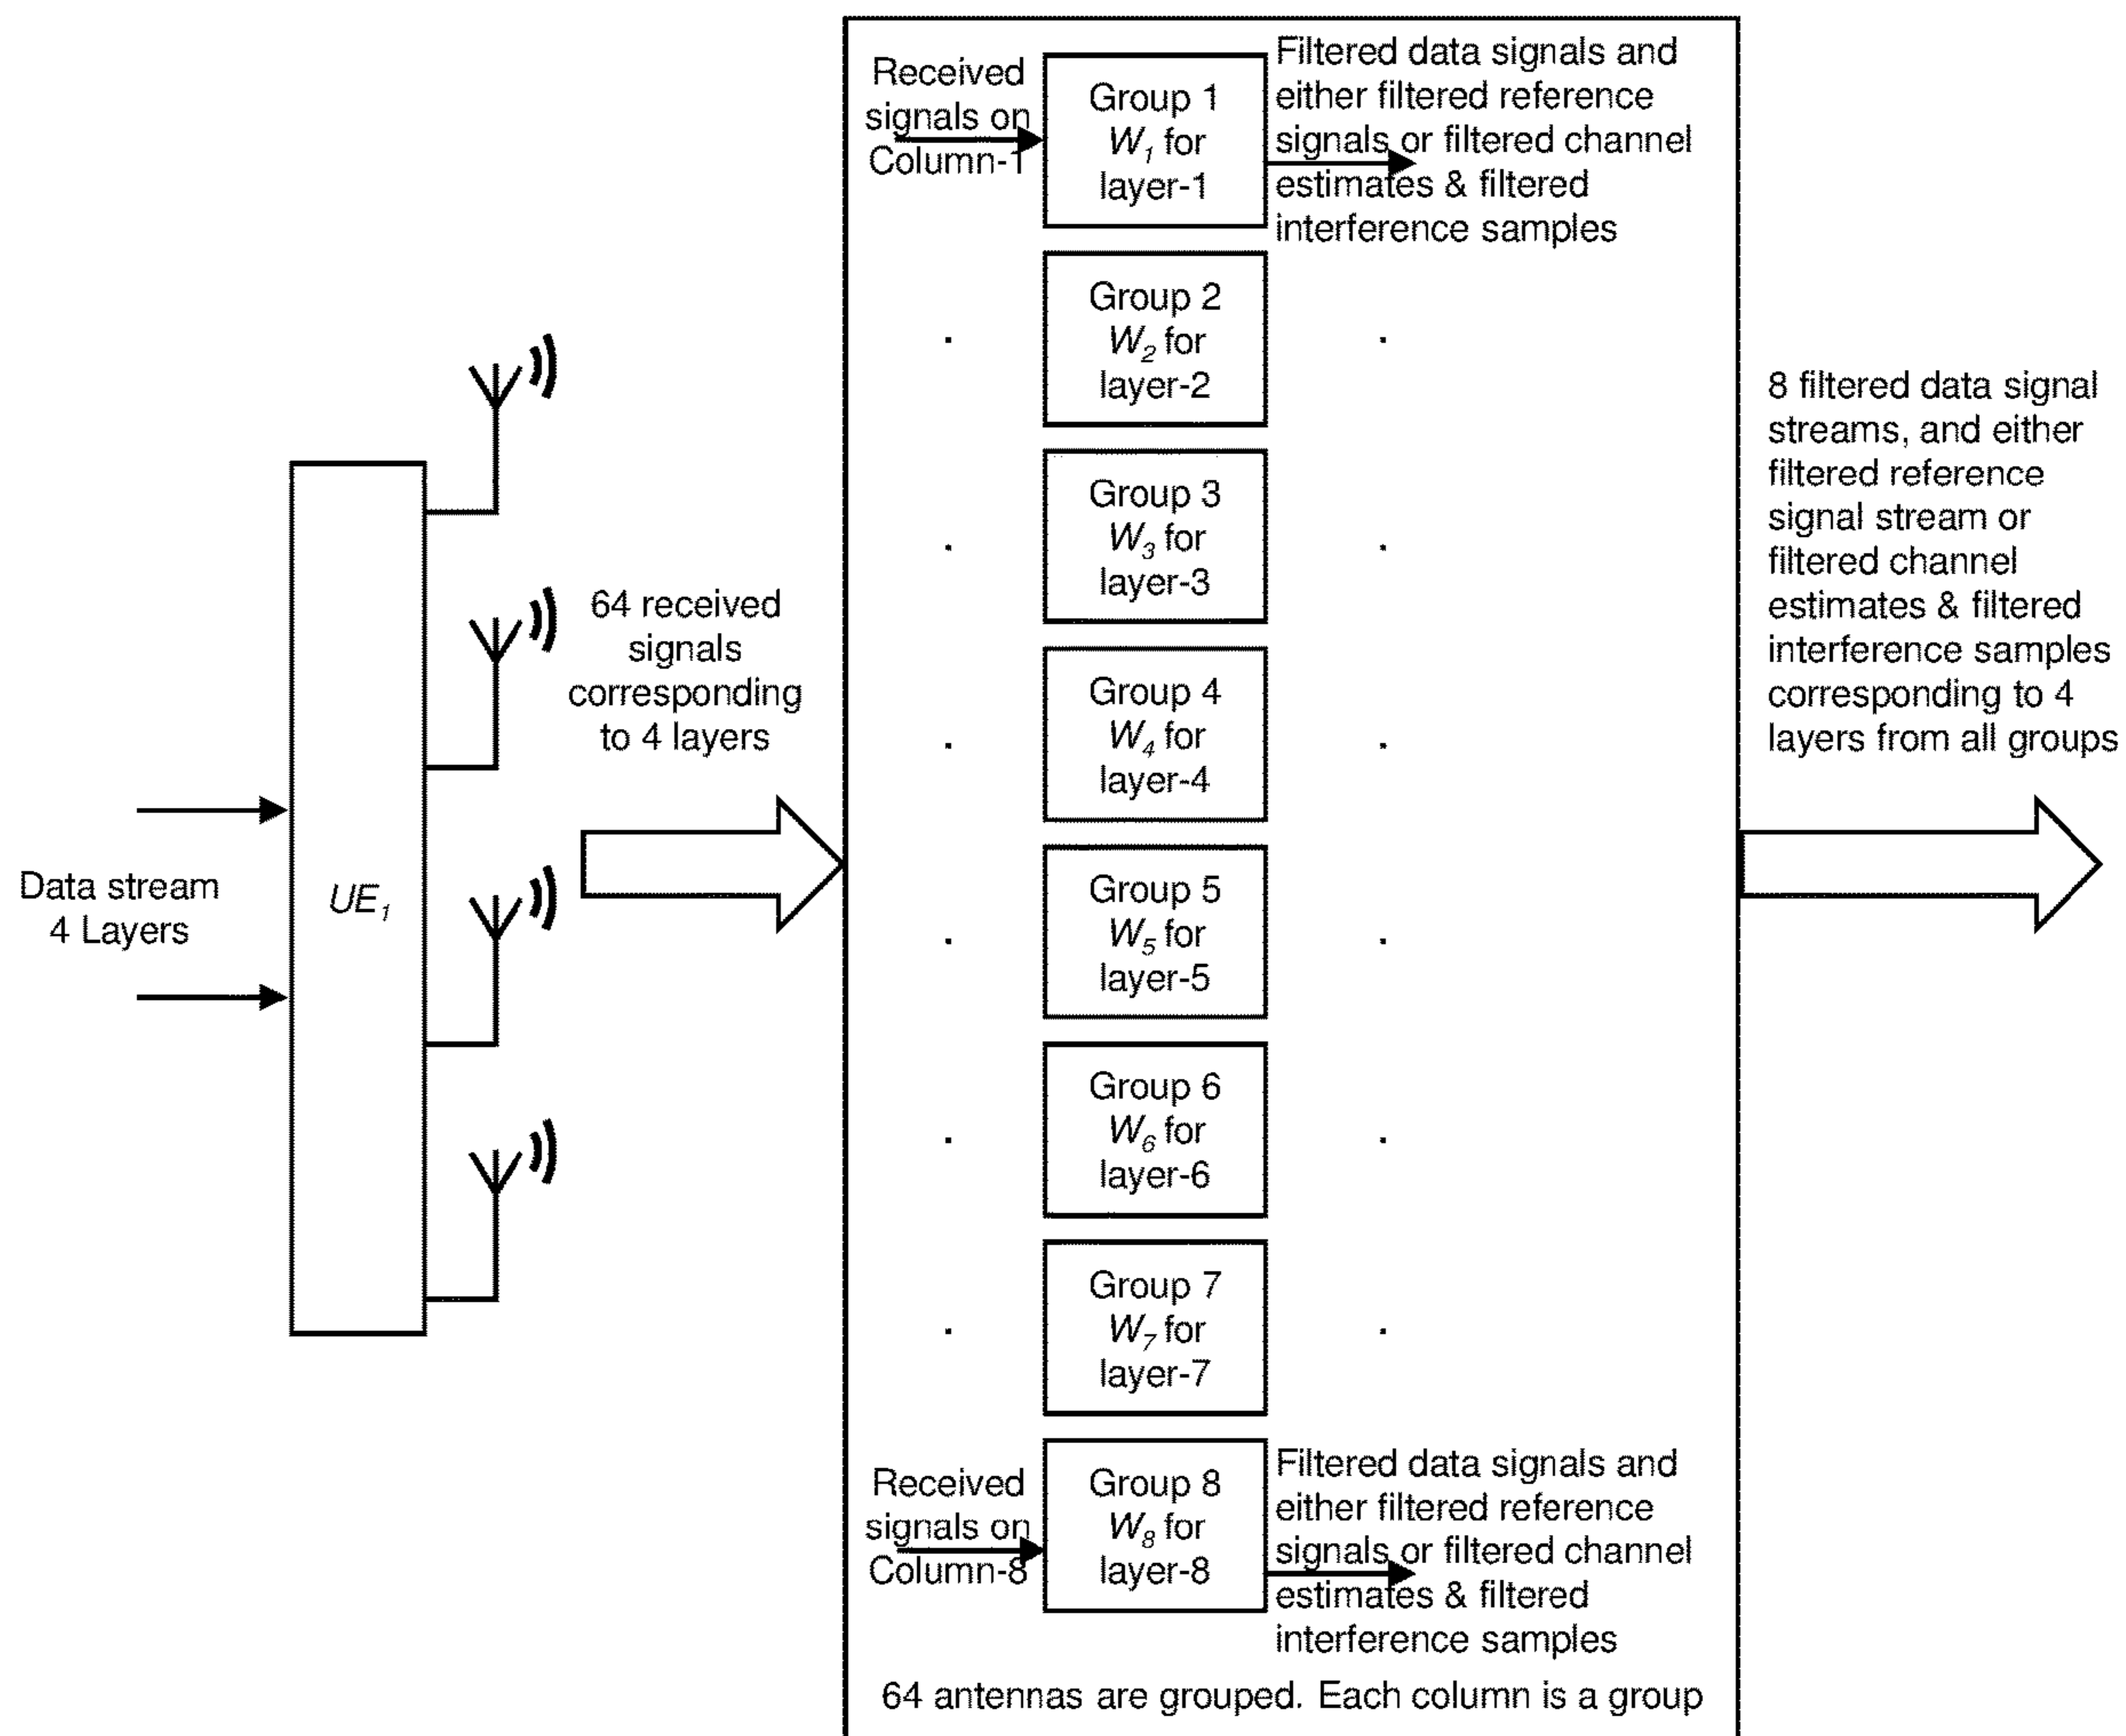 Data stream
4 Layers
UE1
64 received
signals
corresponding
to 4 layers
Received
signals on
Column-1
Group 1
W1 for
layer-1
Filtered data signals and
either filtered reference
signals or filtered channel
estimates & filtered
interference samples
Group 2
W2 for
layer-2
Group 3
W3 for
layer-3
Group 4
W4 for
layer-4
Group 5
W5 for
layer-5
Group 6
W6 for
layer-6
Group 7
W7 for
layer-7
Received
signals on
Column-8
Group 8
W8 for
layer-8
Filtered data signals and
either filtered reference
signals or filtered channel
estimates & filtered
interference samples
64 antennas are grouped. Each column is a group
8 filtered data signal
streams, and either
filtered reference
signal stream or
filtered channel
estimates & filtered
interference samples
corresponding to 4
layers from all groups